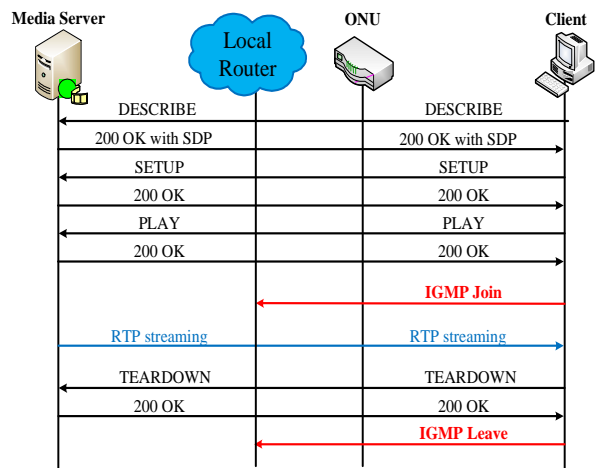 Media Server
Local
Router
ONU
Client
DESCRIBE DESCRIBE
200 OK with SDP 200 OK with SDP
SETUP SETUP
200 OK 200 OK
PLAY PLAY
200 OK 200 OK
IGMP Join
RTP streaming RTP streaming
TEARDOWN TEARDOWN
200 OK 200 OK
IGMP Leave